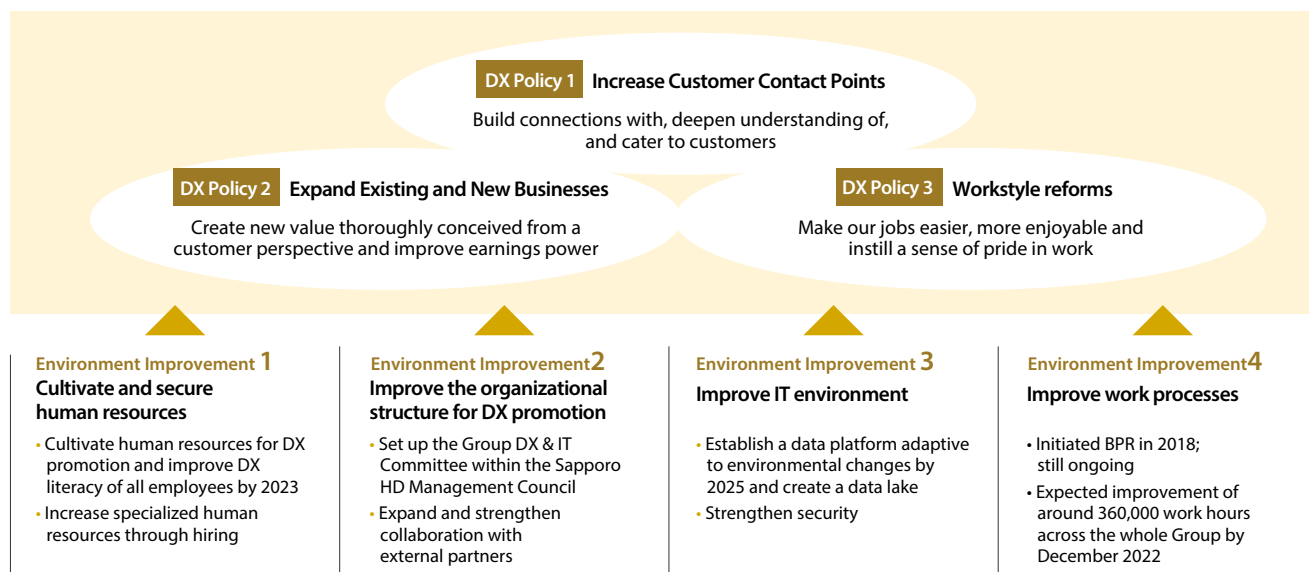 DX Policy 1 Increase Customer Contact Points
Build connections with, deepen understanding of,
and cater to customers
DX Policy 2 Expand Existing and New Businesses
Create new value thoroughly conceived from a
customer perspective and improve earnings power
DX Policy 3 Workstyle reforms
Make our jobs easier, more enjoyable and
instill a sense of pride in work
Environment Improvement 1
Cultivate and secure
human resources
• Cultivate human resources for DX
promotion and improve DX
literacy of all employees by 2023
• Increase specialized human
resources through hiring
Environment Improvement2
Improve the organizational
structure for DX promotion
• Set up the Group DX & IT
Committee within the Sapporo
HD Management Council
• Expand and strengthen
collaboration with
external partners
Environment Improvement 3
Improve IT environment
• Establish a data platform adaptive
to environmental changes by
2025 and create a data lake
• Strengthen security
Environment Improvement4
Improve work processes
• Initiated BPR in 2018;
still ongoing
• Expected improvement of
around 360,000 work hours
across the whole Group by
December 2022